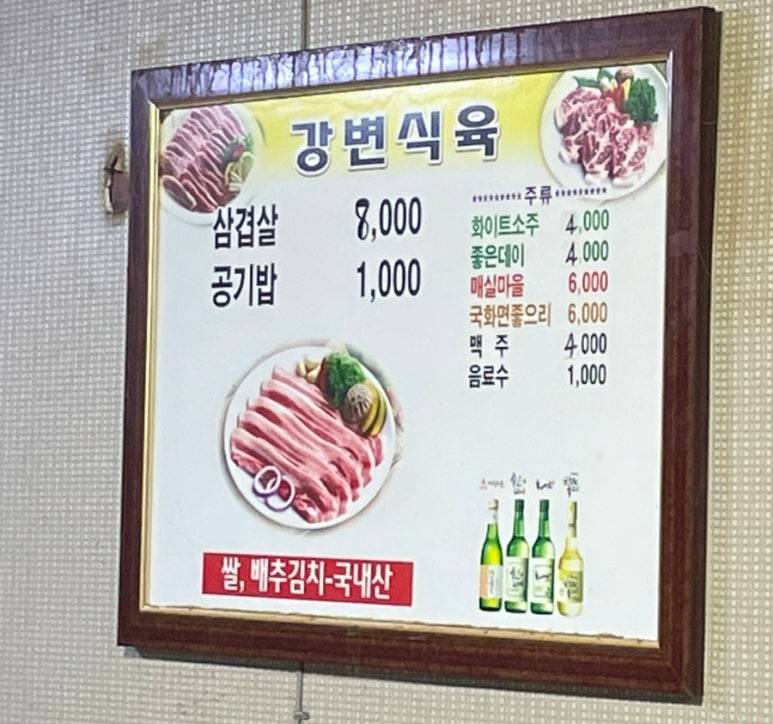 강변식육
삼겹살 8,000
공기밥 1,000
********** 주류 **********
화이트소주 4,000
좋은데이 4,000
매실마을 6,000
국화면좋으리 6,000
맥 주 4,000
음료수 1,000
쌀, 배추김치-국내산